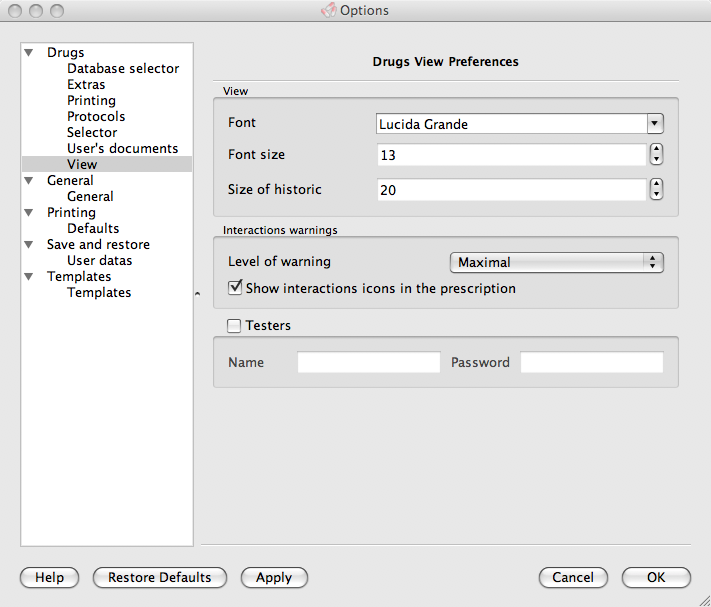 Options
Drugs
Database selector
Extras
Printing
Protocols
Selector
User's documents
View
General
General
Printing
Defaults
Save and restore
User datas
Templates
Templates
Drugs View Preferences
View
Font Lucida Grande
Font size 13
Size of historic 20
Interactions warnings
Level of warning Maximal
Show interactions icons in the prescription
Testers
Name Password
Help Restore Defaults Apply Cancel OK